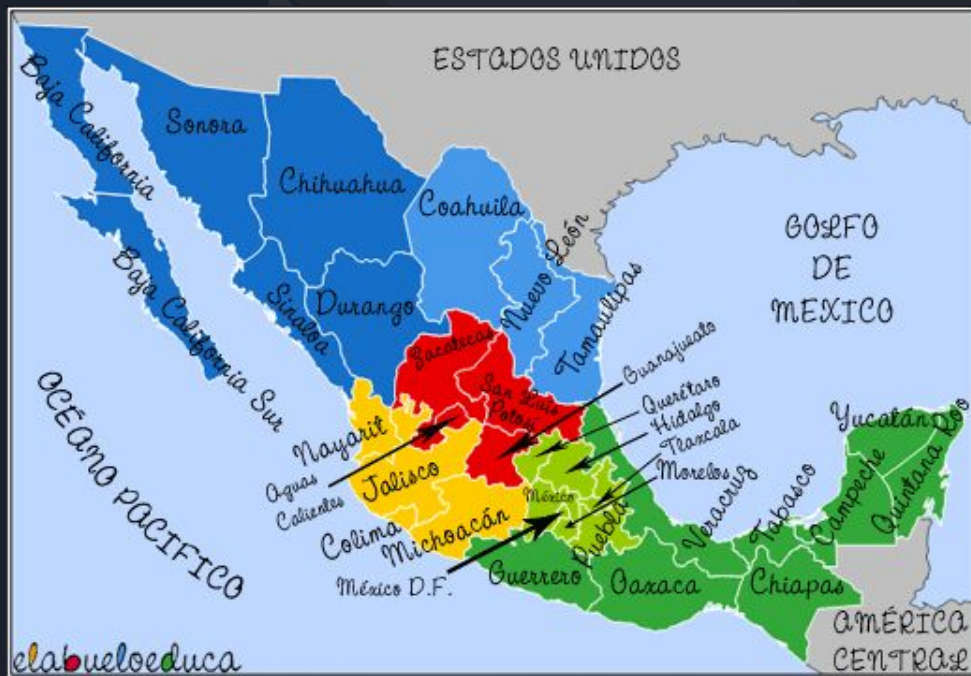 ESTADOS UNIDOS
Baja California
Sonora
Chihuahua
Coahuila
Nuevo León
GOLFO
DE
MEXICO
Baja California Sur
Sinaloa
Durango
Tamaulipas
Zacatecas
Guanajueato
San Luis
Potosí
Querétaro
Hidalgo
Tlaxcala
Morelos
OCÉANO PACIFICO
Nayarit
Aguas
Calientes
Jalisco
México
Colima
Michoacán
México D.F.
Puebla
Veracruz
Tabasco
Yucatán
Campeche
Quintana Roo
Guerrero
Oaxaca
Chiapas
AMÉRICA
CENTRAL
elabueloeduca